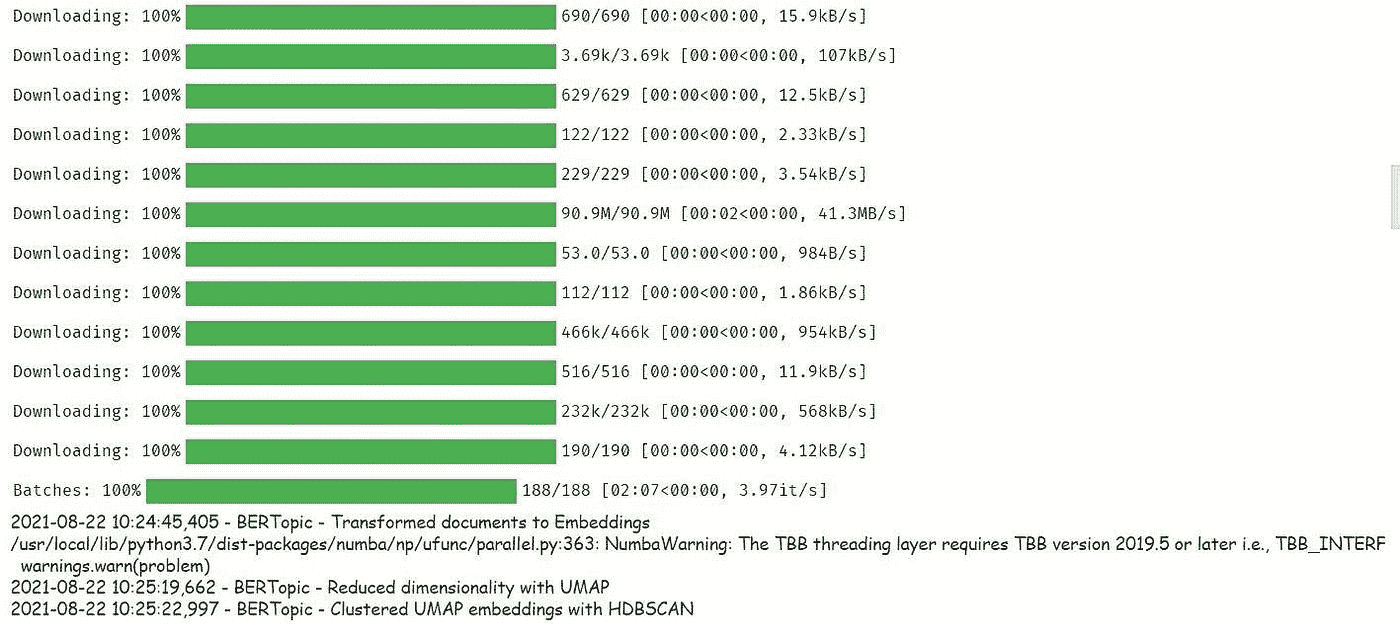 Downloading: 100% 690/690 [00:00<00:00, 15.9kB/s]
Downloading: 100% 3.69k/3.69k [00:00<00:00, 107kB/s]
Downloading: 100% 629/629 [00:00<00:00, 12.5kB/s]
Downloading: 100% 122/122 [00:00<00:00, 2.33kB/s]
Downloading: 100% 229/229 [00:00<00:00, 3.54kB/s]
Downloading: 100% 90.9M/90.9M [00:02<00:00, 41.3MB/s]
Downloading: 100% 53.0/53.0 [00:00<00:00, 984B/s]
Downloading: 100% 112/112 [00:00<00:00, 1.86kB/s]
Downloading: 100% 466k/466k [00:00<00:00, 954kB/s]
Downloading: 100% 516/516 [00:00<00:00, 11.9kB/s]
Downloading: 100% 232k/232k [00:00<00:00, 568kB/s]
Downloading: 100% 190/190 [00:00<00:00, 4.12kB/s]
Batches: 100% 188/188 [02:07<00:00, 3.97it/s]
2021-08-22 10:24:45,405 - BERTopic - Transformed documents to Embeddings
/usr/local/lib/python3.7/dist-packages/numba/np/ufunc/parallel.py:363: NumbaWarning: The TBB threading layer requires TBB version 2019.5 or later i.e., TBB_INTERF
warnings.warn(problem)
2021-08-22 10:25:19,662 - BERTopic - Reduced dimensionality with UMAP
2021-08-22 10:25:22,997 - BERTopic - Clustered UMAP embeddings with HDBSCAN